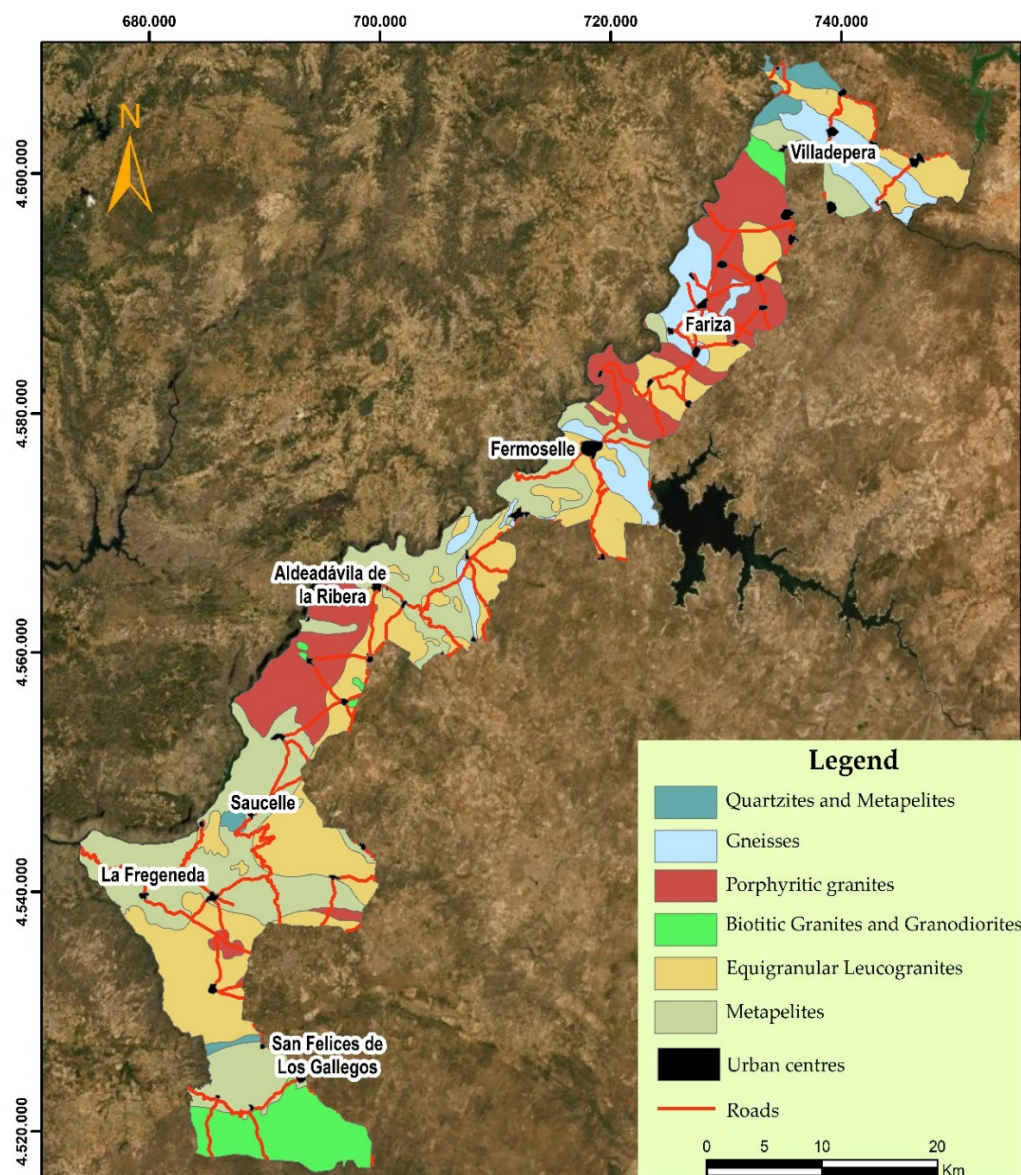 680.000 700.000 720.000 740.000
N
4.600.000
Villadepera
Fariza
4.580.000
Fermoselle
Aldeadávila de
la Ribera
4.560.000
Saucelle
La Fregeneda
4.540.000
San Felices de
Los Gallegos
4.520.000
Legend
Quartzites and Metapelites
Gneisses
Porphyritic granites
Biotitic Granites and Granodiorites
Equigranular Leucogranites
Metapelites
Urban centres
Roads
0 5 10 20
Km